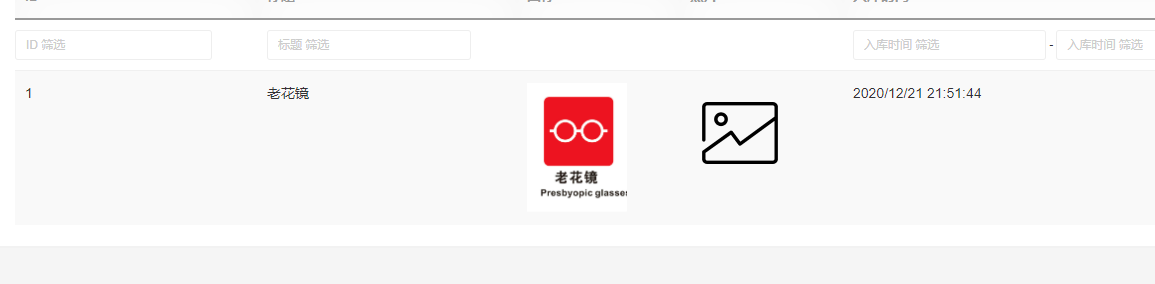 ID 筛选
标题 筛选
入库时间 筛选 - 入库时间 筛选
1
老花镜
老花镜
Presbyopic glasses
2020/12/21 21:51:44